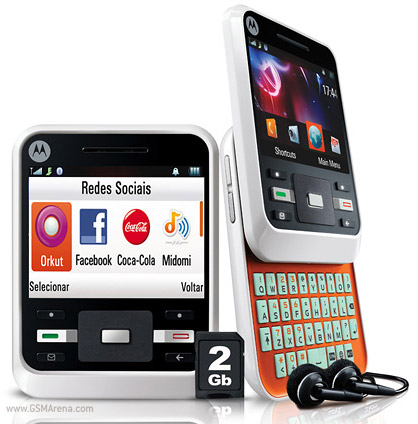 17:44
Shortcuts Main Menu
Redes Sociais
Orkut Facebook Coca-Cola Midomi
Selecionar Voltar
Q W E R T Y U I O P
A S D F G H J K L
Z X C V B N M
2
Gb
www.GSMArena.com